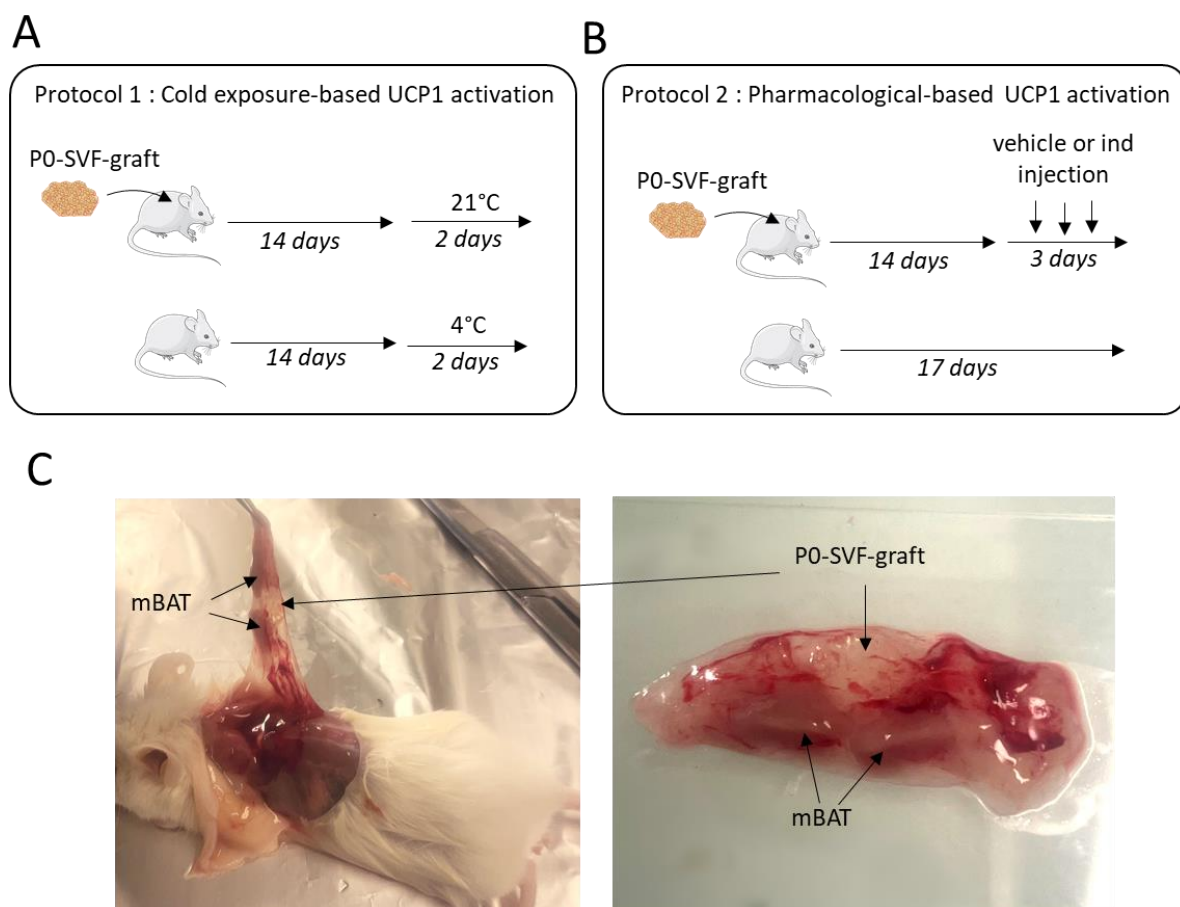 A
Protocol 1 : Cold exposure-based UCP1 activation
P0-SVF-graft
21°C
14 days
2 days
4°C
14 days
2 days
B
Protocol 2 : Pharmacological-based UCP1 activation
vehicle or ind
injection
P0-SVF-graft
14 days
3 days
17 days
C
P0-SVF-graft
mBAT
mBAT